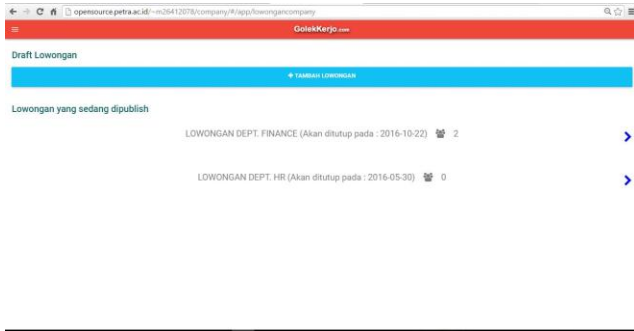 opensource.petra.ac.id/~m26412078/company/#/app/lowongancompany
GolekKerjo.com
Draft Lowongan
+ TAMBAH LOWONGAN
Lowongan yang sedang dipublish
LOWONGAN DEPT. FINANCE (Akan ditutup pada : 2016-10-22) 2
LOWONGAN DEPT. HR (Akan ditutup pada : 2016-05-30) 0